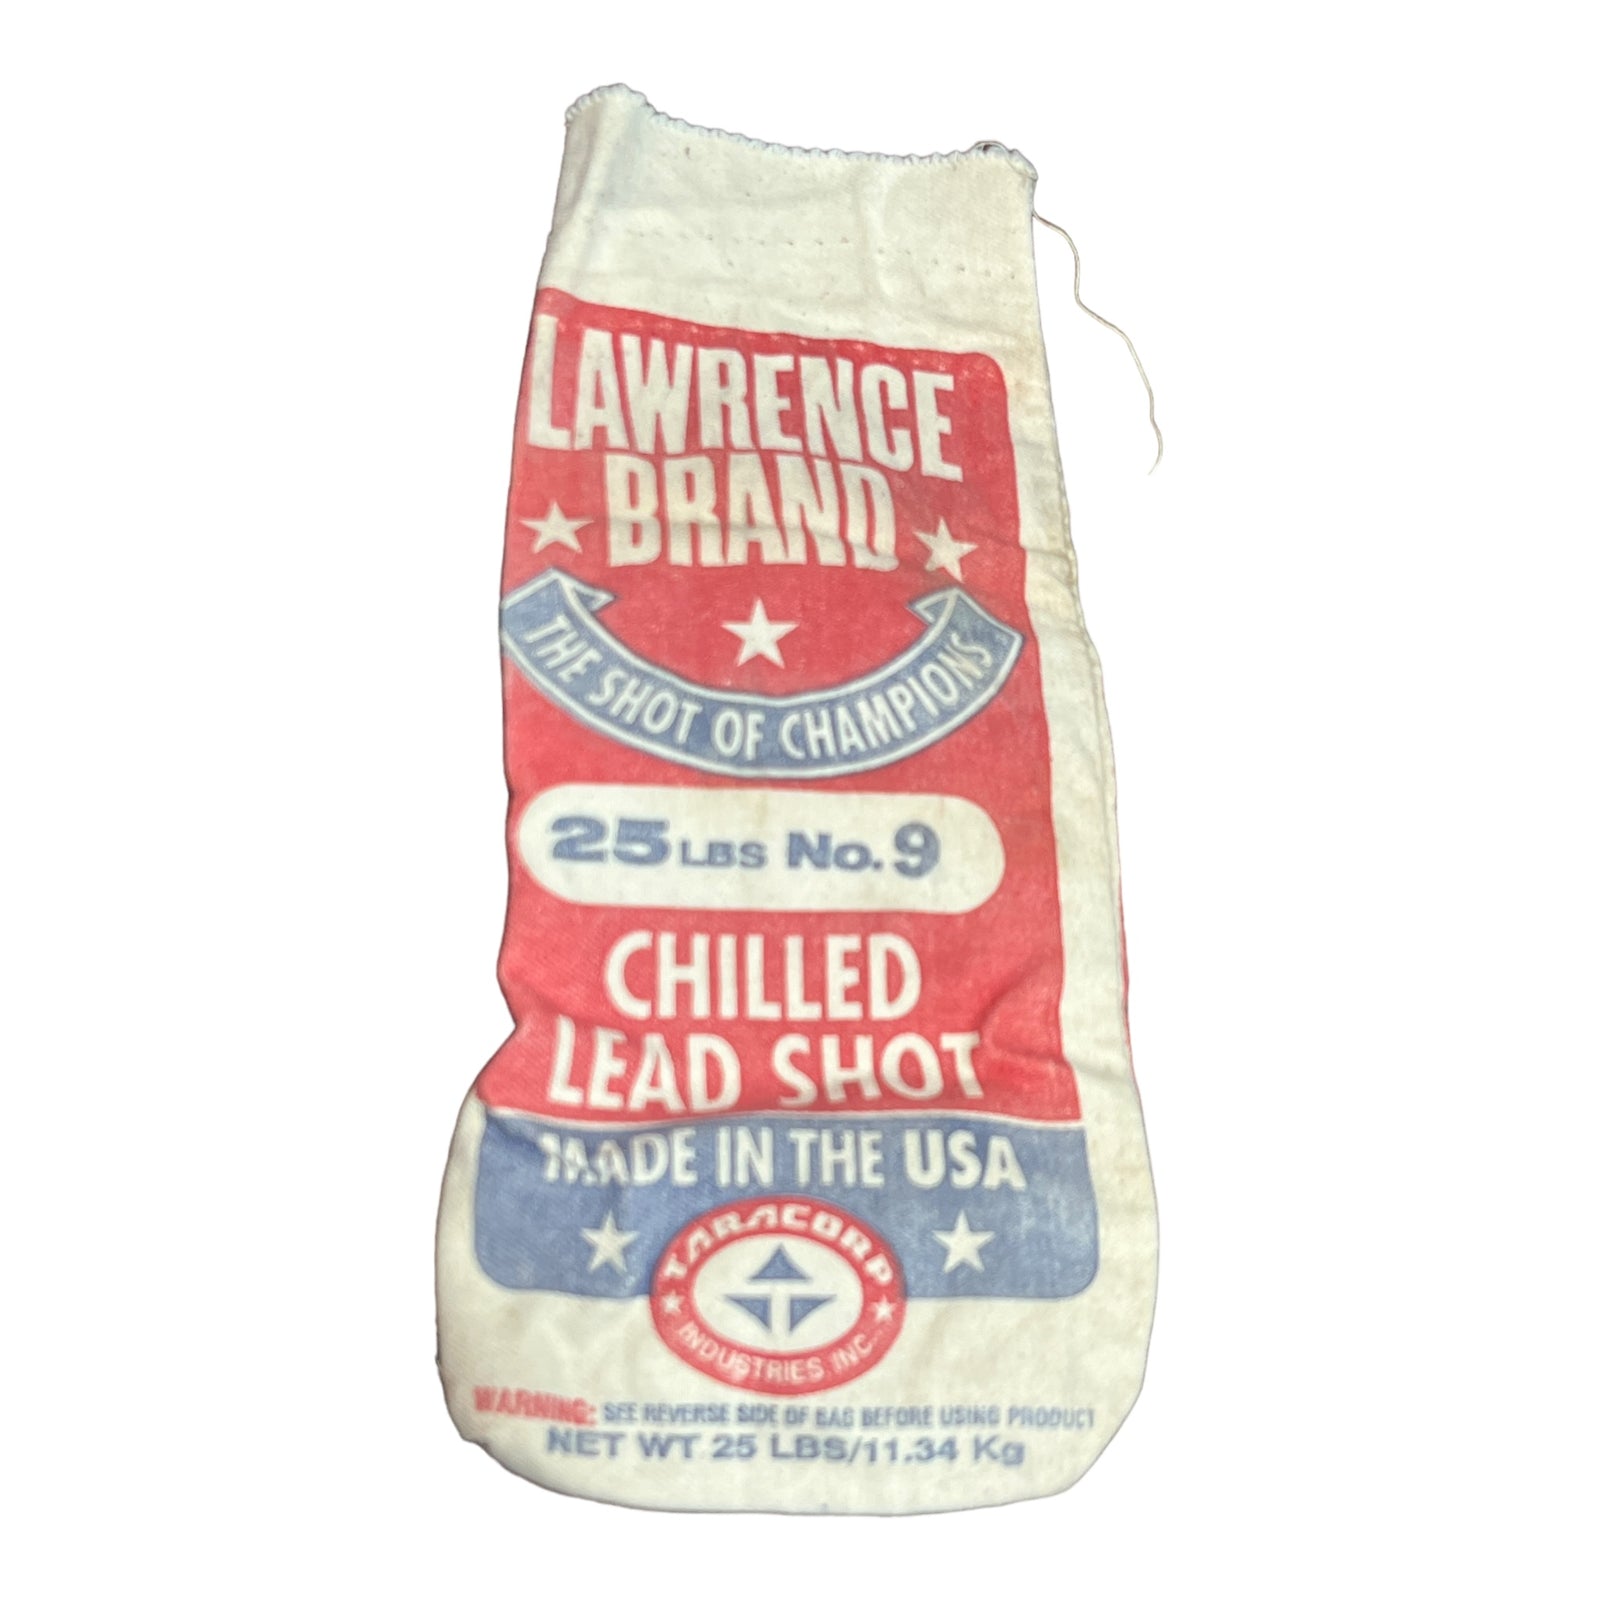 LAWRENCE
BRAND
THE SHOT OF CHAMPIONS
25 LBS No. 9
CHILLED
LEAD SHOT
MADE IN THE USA
TARACORP
INDUSTRIES, INC.
WARNING: SEE REVERSE SIDE OF BAG BEFORE USING PRODUCT
NET WT 25 LBS/11.34 Kg